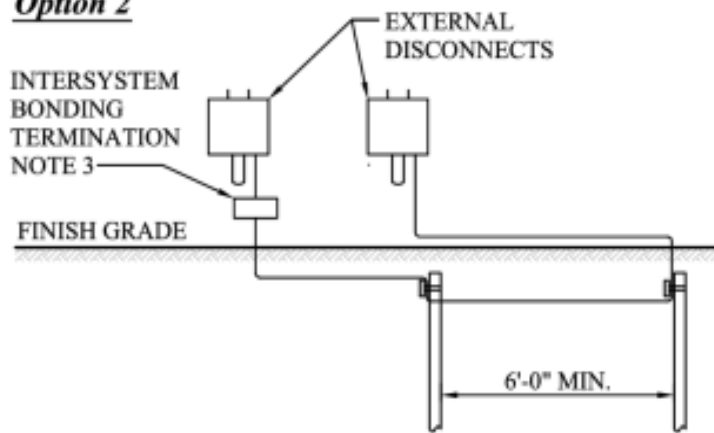 Option 2
EXTERNAL
DISCONNECTS
INTERSYSTEM
BONDING
TERMINATION
NOTE 3
FINISH GRADE
6'-0" MIN.